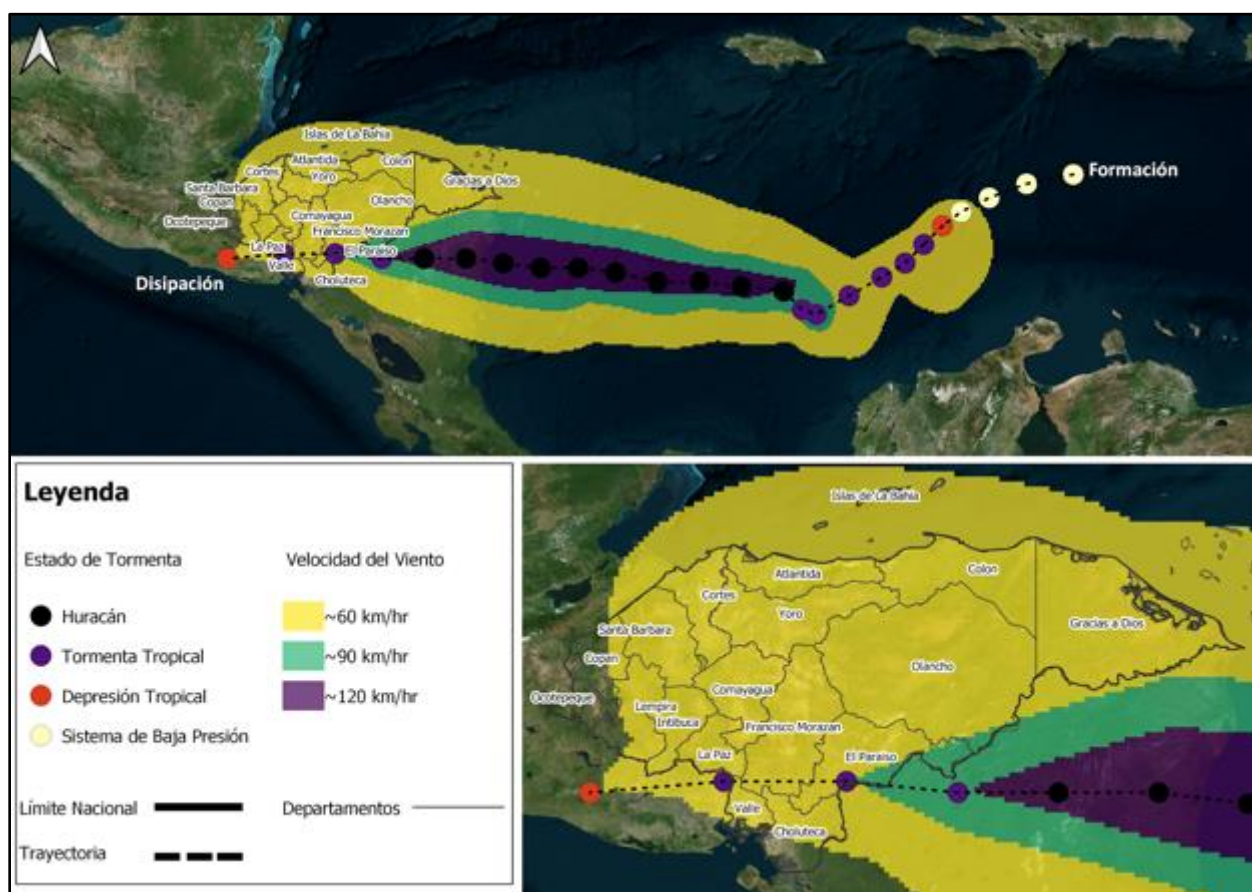 Islas de La Bahia
Atlantida
Colon
Cortes
Yoro
Gracias a Dios
Santa Barbara
Copan
Olancho
Ocotepeque
Comayagua
Francisco Morazan
La Paz
El Paraiso
Valle
Choluteca
Formación
Disipación
Leyenda
Estado de Tormenta
Huracán
Tormenta Tropical
Depresión Tropical
Sistema de Baja Presión
Velocidad del Viento
~60 km/hr
~90 km/hr
~120 km/hr
Límite Nacional
Departamentos
Trayectoria
Islas de La Bahia
Atlantida
Colon
Cortes
Yoro
Gracias a Dios
Santa Barbara
Copan
Olancho
Ocotepeque
Comayagua
Lempira
Intibuca
Francisco Morazan
La Paz
El Paraiso
Valle
Choluteca